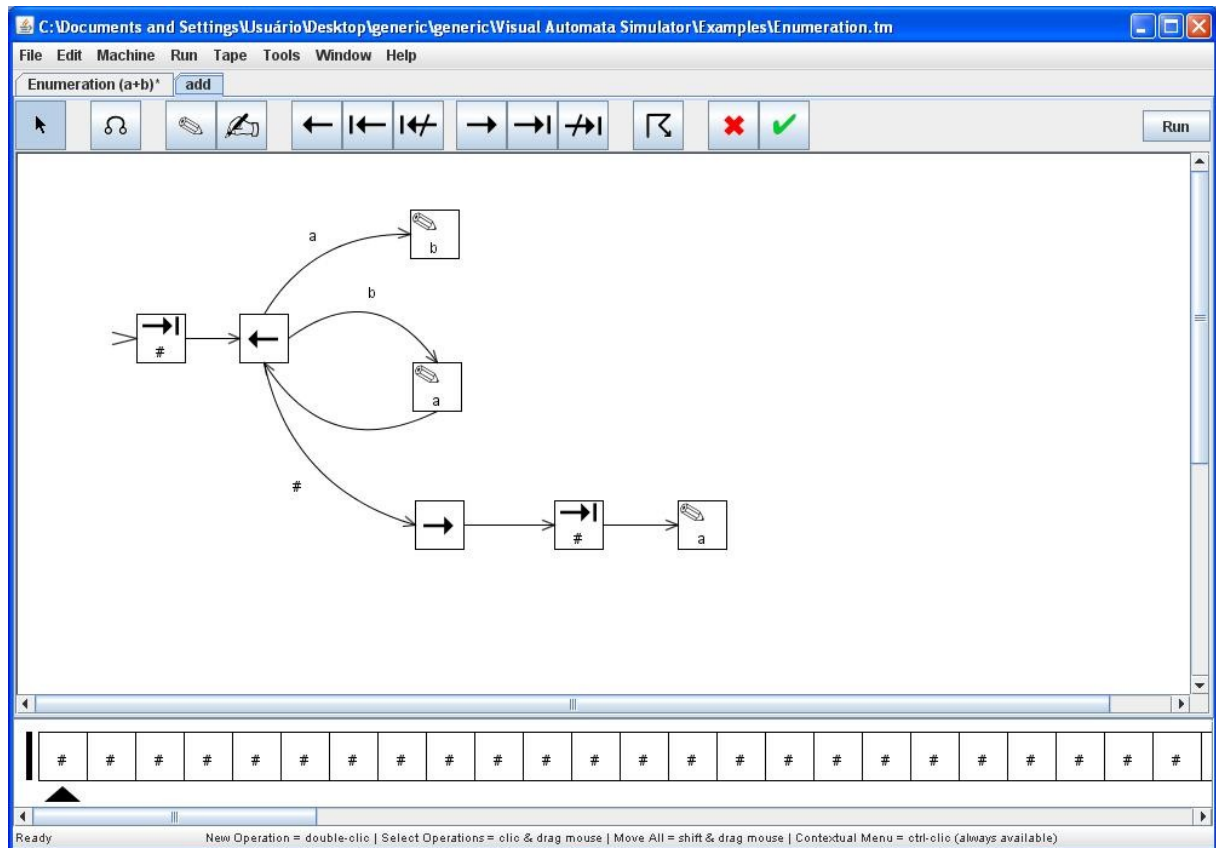 C:\Documents and Settings\Usuário\Desktop\generic\generic\Visual Automata Simulator\Examples\Enumeration.tm
File Edit Machine Run Tape Tools Window Help
Enumeration (a+b)* add
Run
a
b
b
#
a
#
#
a
# # # # # # # # # # # # # # # # # # # # # # # #
Ready New Operation = double-clic | Select Operations = clic & drag mouse | Move All = shift & drag mouse | Contextual Menu = ctrl-clic (always available)